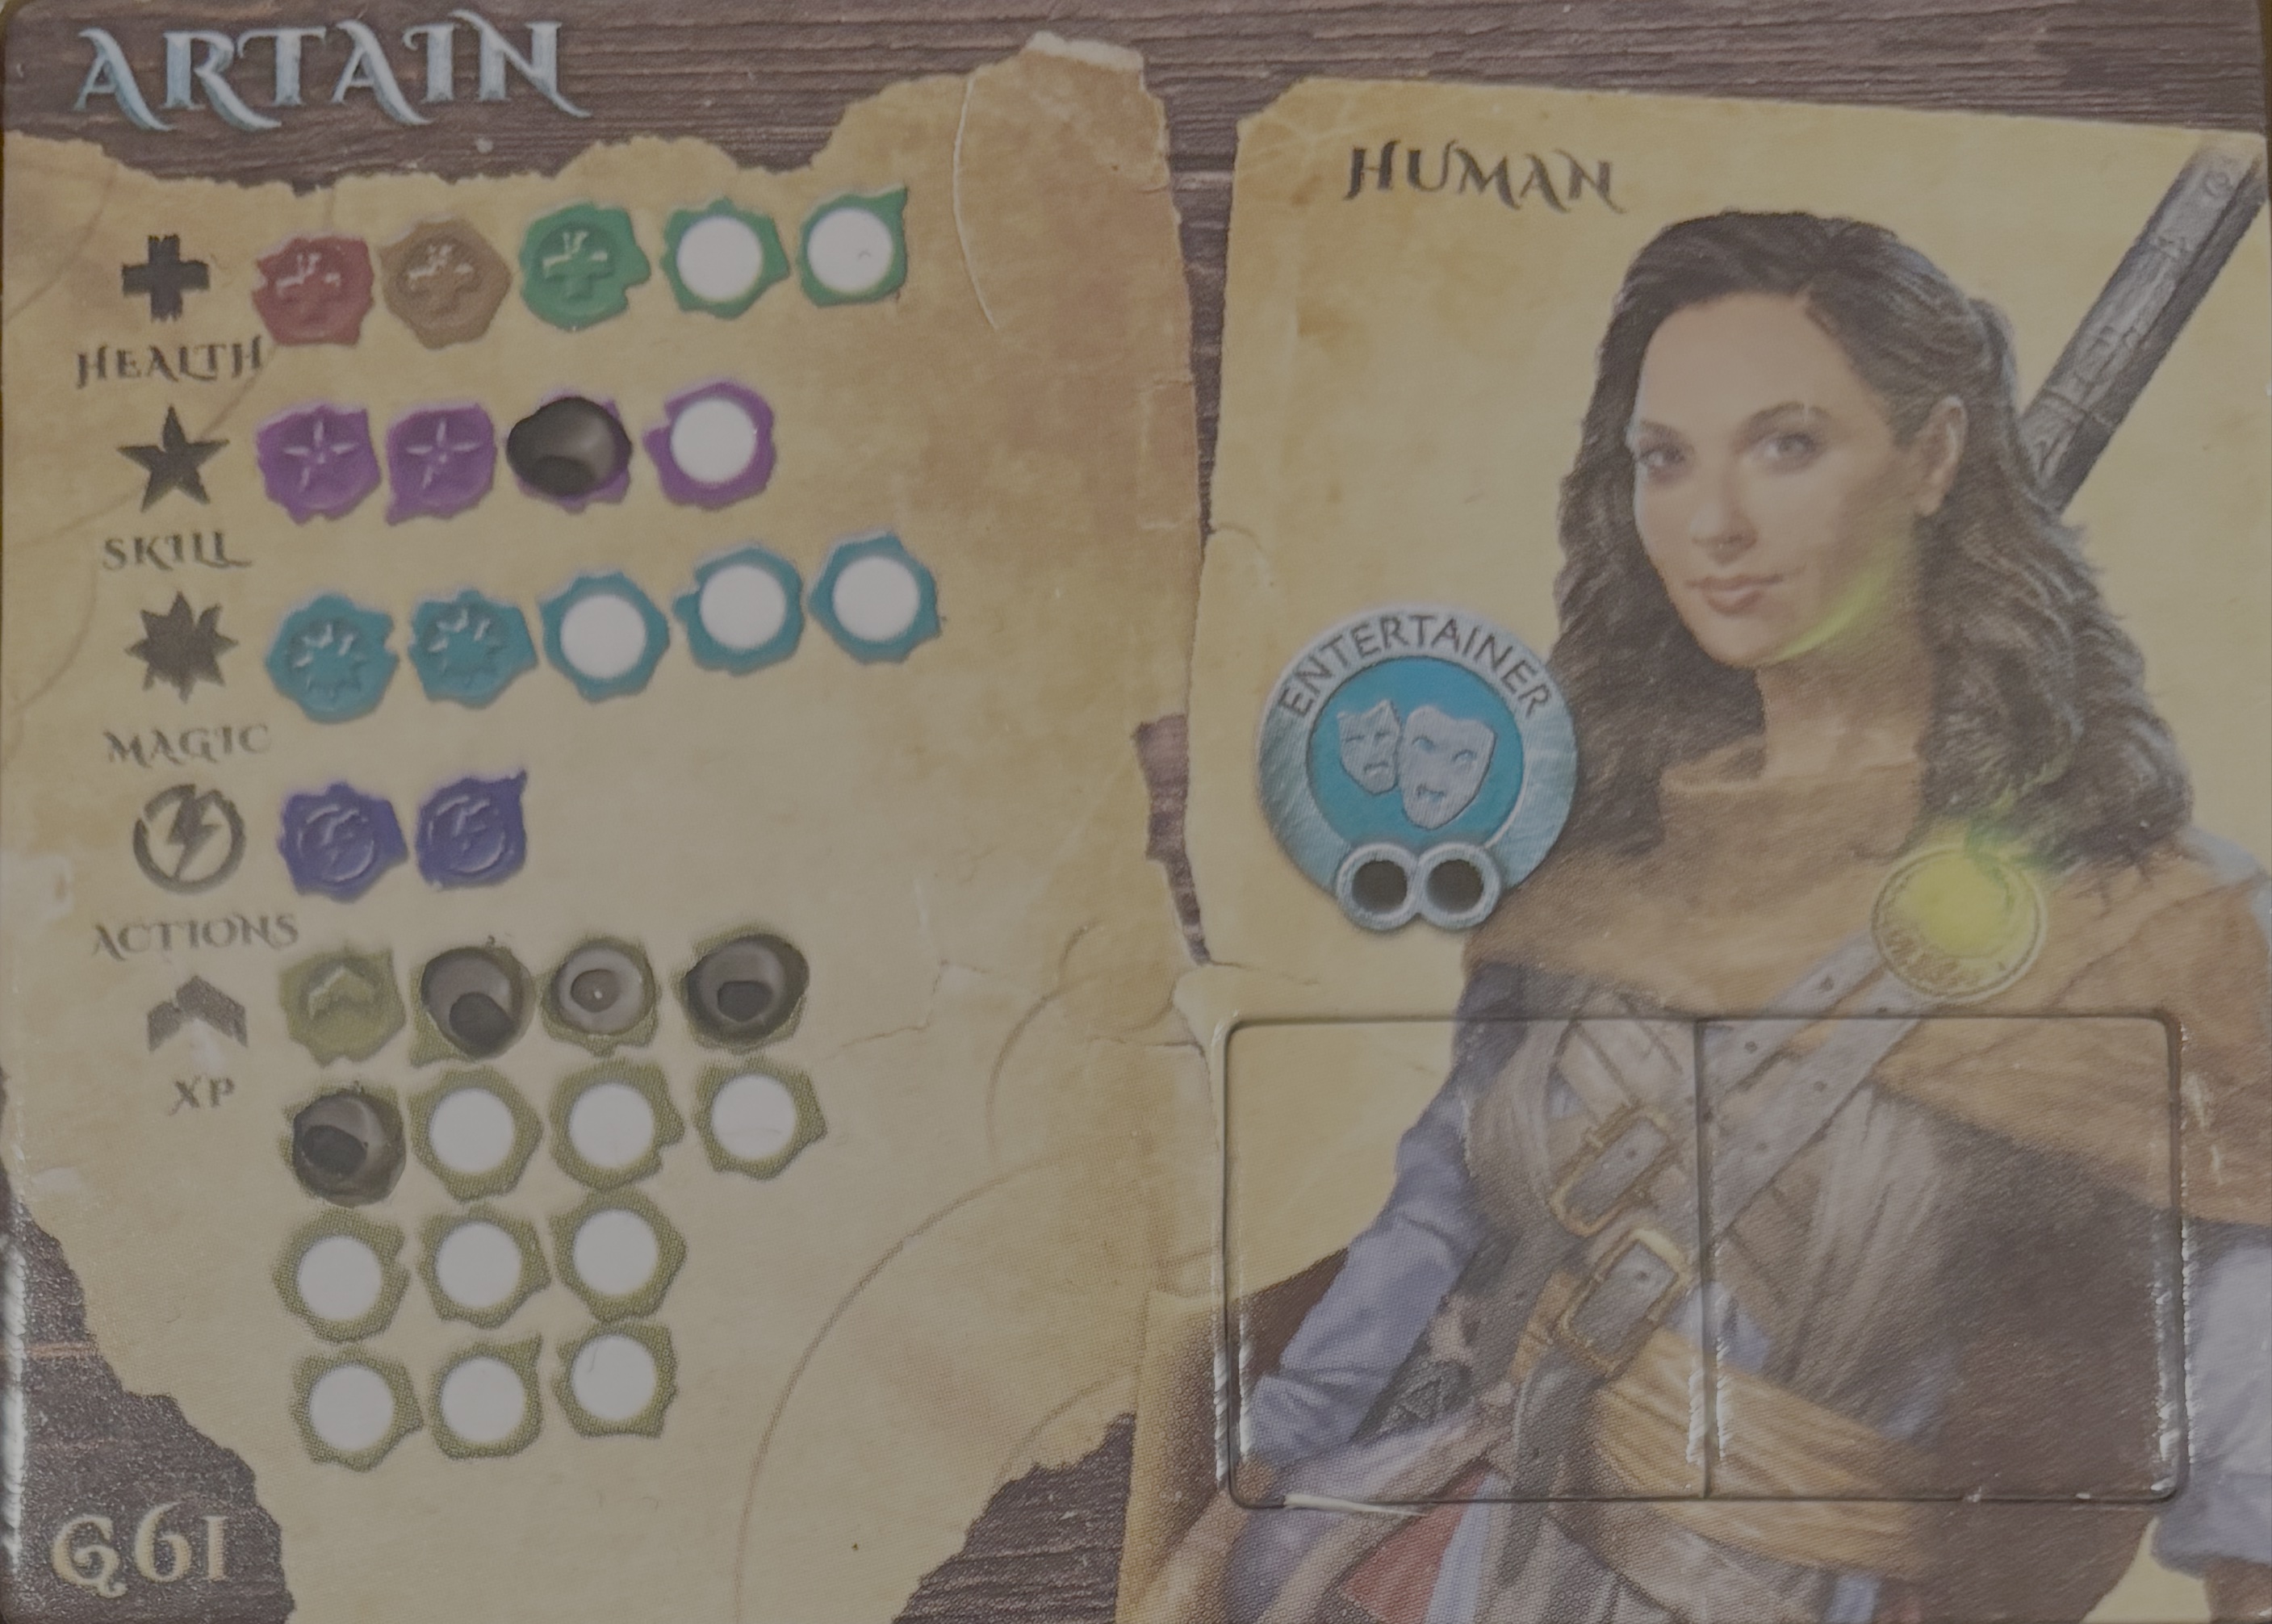 ARTAIN
HUMAN
HEALTH
SKILL
ENTERTAINER
MAGIC
ACTIONS
XP
G61